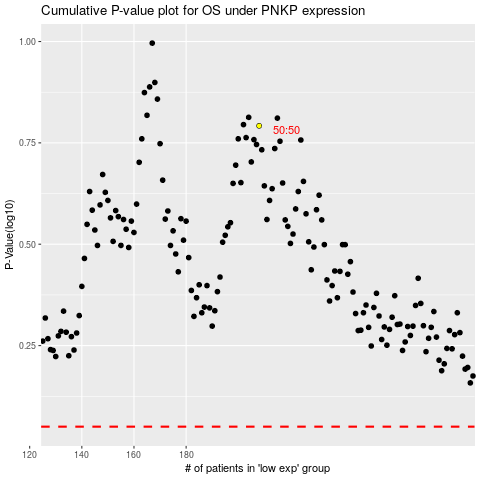 Cumulative P-value plot for OS under PNKP expression
1.00
0.75
0.50
0.25
P-Value(log10)
50:50
120 140 160 180
# of patients in 'low exp' group